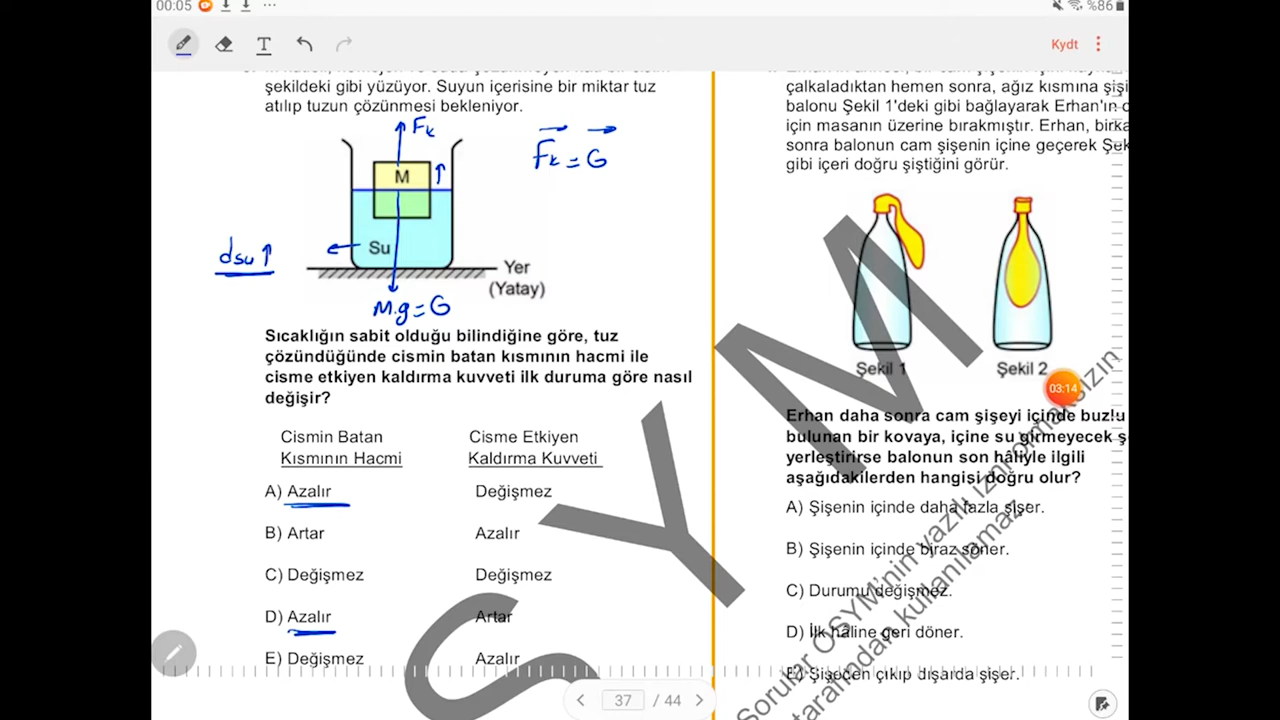 00:05
%86
T
Kydt
şekildeki gibi yüzüyor. Suyun içerisine bir miktar tuz
atılıp tuzun çözünmesi bekleniyor.
Fk
Fk = G
M
dsu ↑
Su
Yer
(Yatay)
M.g = G
Sıcaklığın sabit olduğu bilindiğine göre, tuz
çözündüğünde cismin batan kısmının hacmi ile
cisme etkiyen kaldırma kuvveti ilk duruma göre nasıl
değişir?
Cismin Batan Cisme Etkiyen
Kısmının Hacmi Kaldırma Kuvveti
A) Azalır Değişmez
B) Artar Azalır
C) Değişmez Değişmez
D) Azalır Artar
E) Değişmez Azalır
çalkaladıktan hemen sonra, ağız kısmına şişi
balonu Şekil 1'deki gibi bağlayarak Erhan'ın
için masanın üzerine bırakmıştır. Erhan, birka
sonra balonun cam şişenin içine geçerek Şek
gibi içeri doğru şiştiğini görür.
Şekil 1 Şekil 2
03:14
Erhan daha sonra cam şişeyi içinde buzlu
bulunan bir kovaya, içine su girmeyecek ş
yerleştirirse balonun son hâliyle ilgili
aşağıdakilerden hangisi doğru olur?
A) Şişenin içinde daha fazla şişer.
B) Şişenin içinde biraz söner.
C) Durumu değişmez.
D) İlk hâline geri döner.
E) Şişeden çıkıp dışarda şişer.
SYM
Sorular ÖSYM'nin yazılı izni olmaksızın
tarafından kullanılamaz.
37 / 44